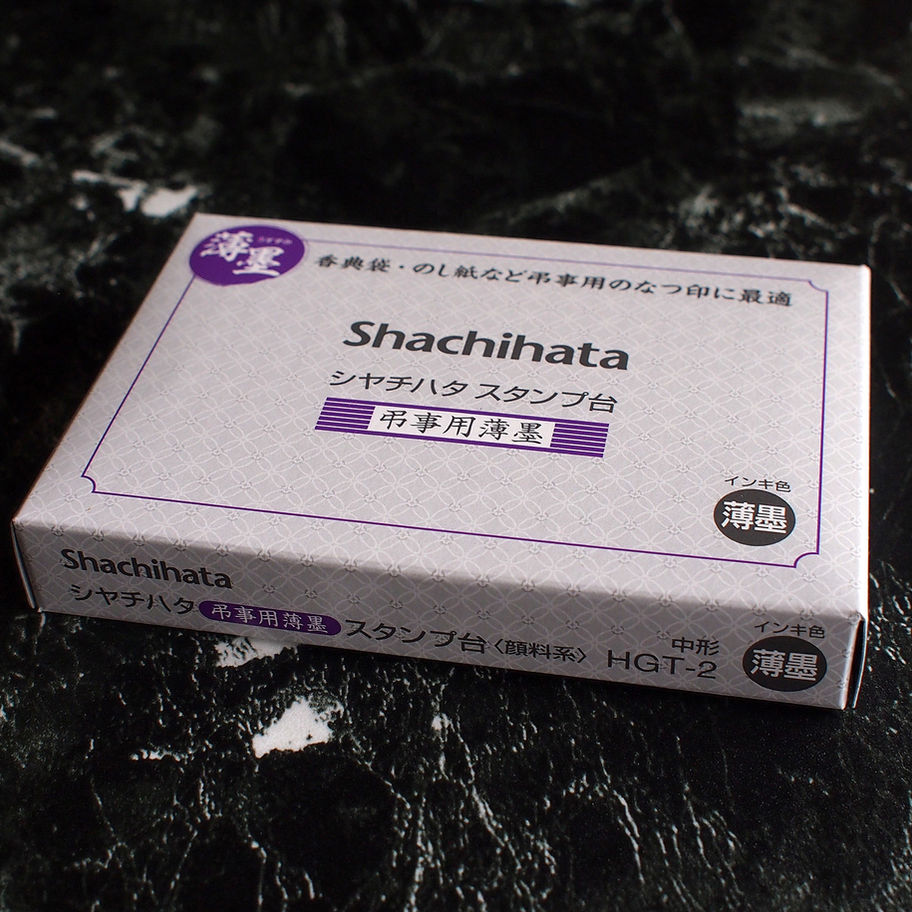 薄墨
うすずみ
香典袋・のし紙など弔事用のなつ印に最適
Shachihata
シヤチハタ スタンプ台
弔事用薄墨
インキ色
薄墨
Shachihata
シヤチハタ 弔事用薄墨 スタンプ台〈顔料系〉 中形 HGT-2
インキ色
薄墨